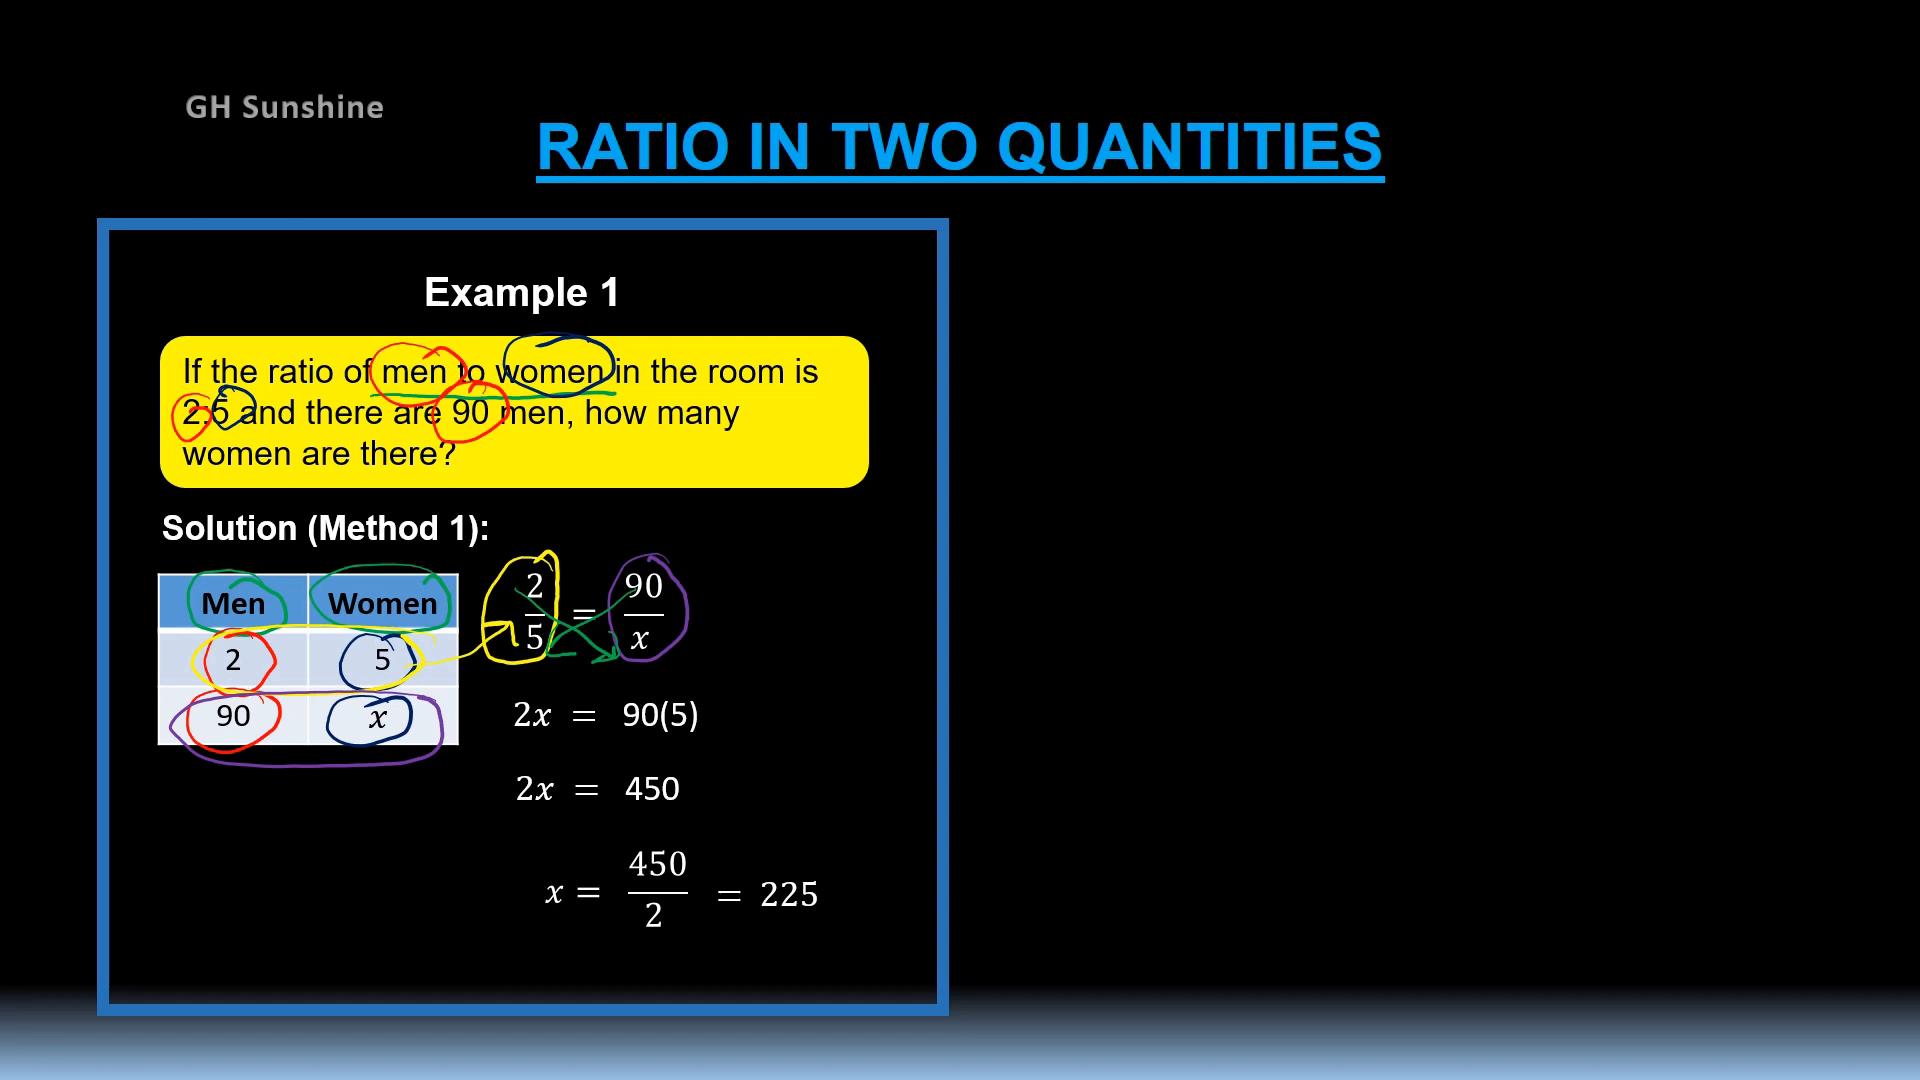 GH Sunshine
RATIO IN TWO QUANTITIES
Example 1
If the ratio of men to women in the room is
2:5 and there are 90 men, how many
women are there?
Solution (Method 1):
Men Women
2 5
90 x
2/5 = 90/x
2x = 90(5)
2x = 450
x = 450/2 = 225